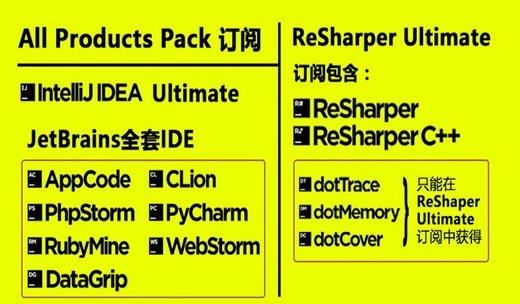 All Products Pack 订阅
IJ IntelliJ IDEA Ultimate
JetBrains全套IDE
AC AppCode
CL CLion
PS PhpStorm
PC PyCharm
RM RubyMine
WS WebStorm
DG DataGrip
ReSharper Ultimate
订阅包含：
R# ReSharper
ReSharper C++
DT dotTrace
DM dotMemory
DC dotCover
只能在
ReShaper
Ultimate
订阅中获得